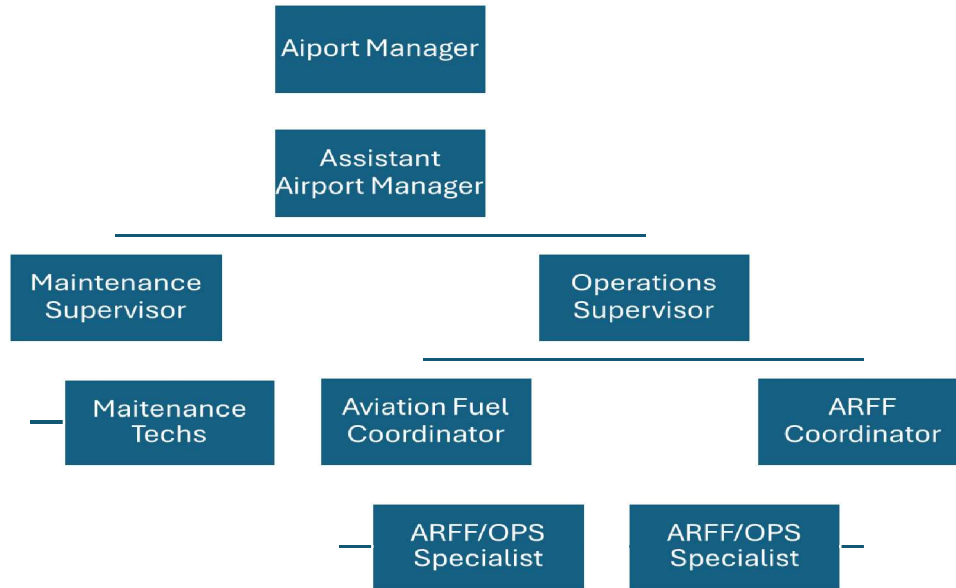 Aiport Manager
Assistant
Airport Manager
Maintenance
Supervisor
Operations
Supervisor
Maitenance
Techs
Aviation Fuel
Coordinator
ARFF
Coordinator
ARFF/OPS
Specialist
ARFF/OPS
Specialist